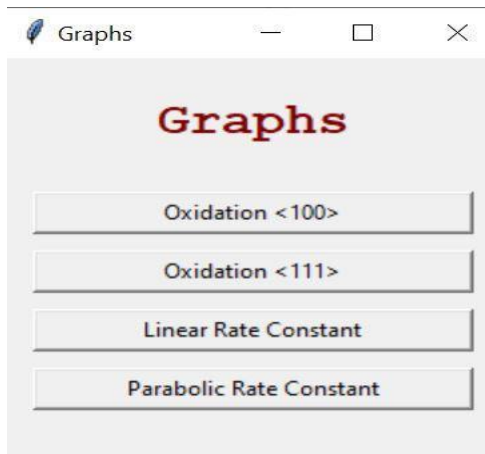 Graphs
Graphs
Oxidation <100>
Oxidation <111>
Linear Rate Constant
Parabolic Rate Constant